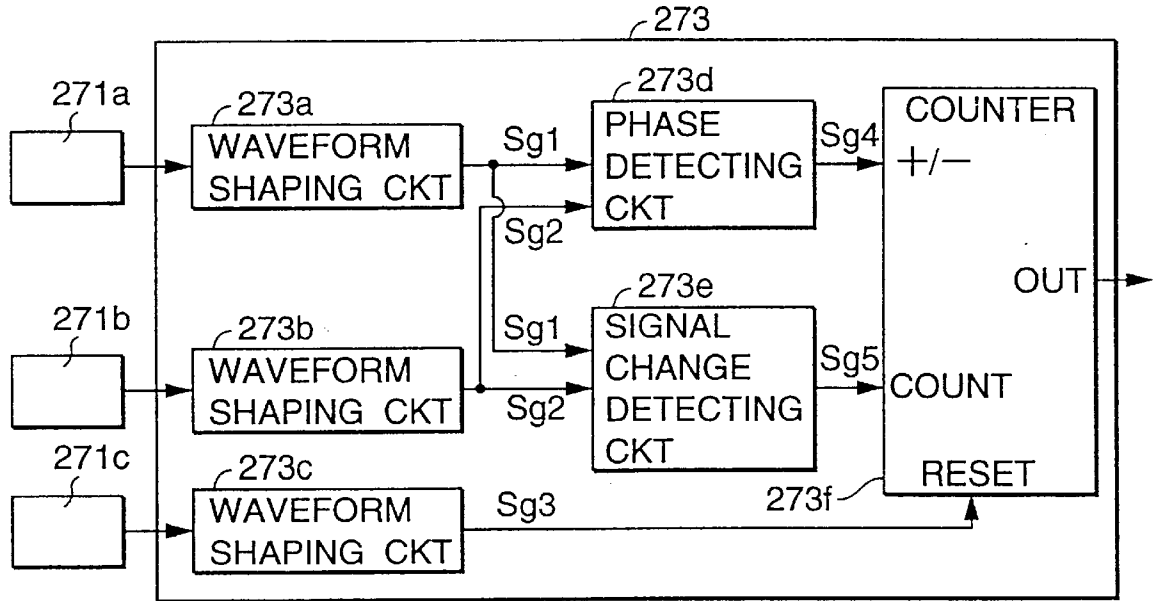 273
271a
273a
WAVEFORM
SHAPING CKT
Sg1
Sg2
273d
PHASE
DETECTING
CKT
Sg4
COUNTER
+/−
OUT
271b
273b
WAVEFORM
SHAPING CKT
Sg1
Sg2
273e
SIGNAL
CHANGE
DETECTING
CKT
Sg5
COUNT
RESET
273f
271c
273c
WAVEFORM
SHAPING CKT
Sg3